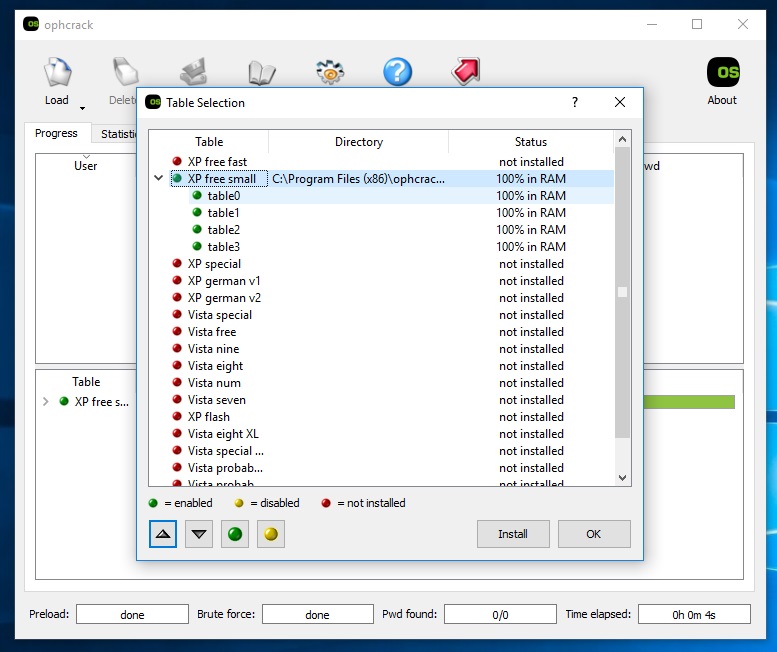 OS ophcrack
Load Delet OS About
OS Table Selection ?
Progress Statisti
User wd
Table Directory Status
XP free fast not installed
XP free small C:\Program Files (x86)\ophcrac... 100% in RAM
table0 100% in RAM
table1 100% in RAM
table2 100% in RAM
table3 100% in RAM
XP special not installed
XP german v1 not installed
XP german v2 not installed
Vista special not installed
Vista free not installed
Vista nine not installed
Vista eight not installed
Vista num not installed
Vista seven not installed
XP flash not installed
Vista eight XL not installed
Vista special ... not installed
Vista probab... not installed
Vista probab... not installed
Table
XP free s...
= enabled = disabled = not installed
Install OK
Preload: done Brute force: done Pwd found: 0/0 Time elapsed: 0h 0m 4s